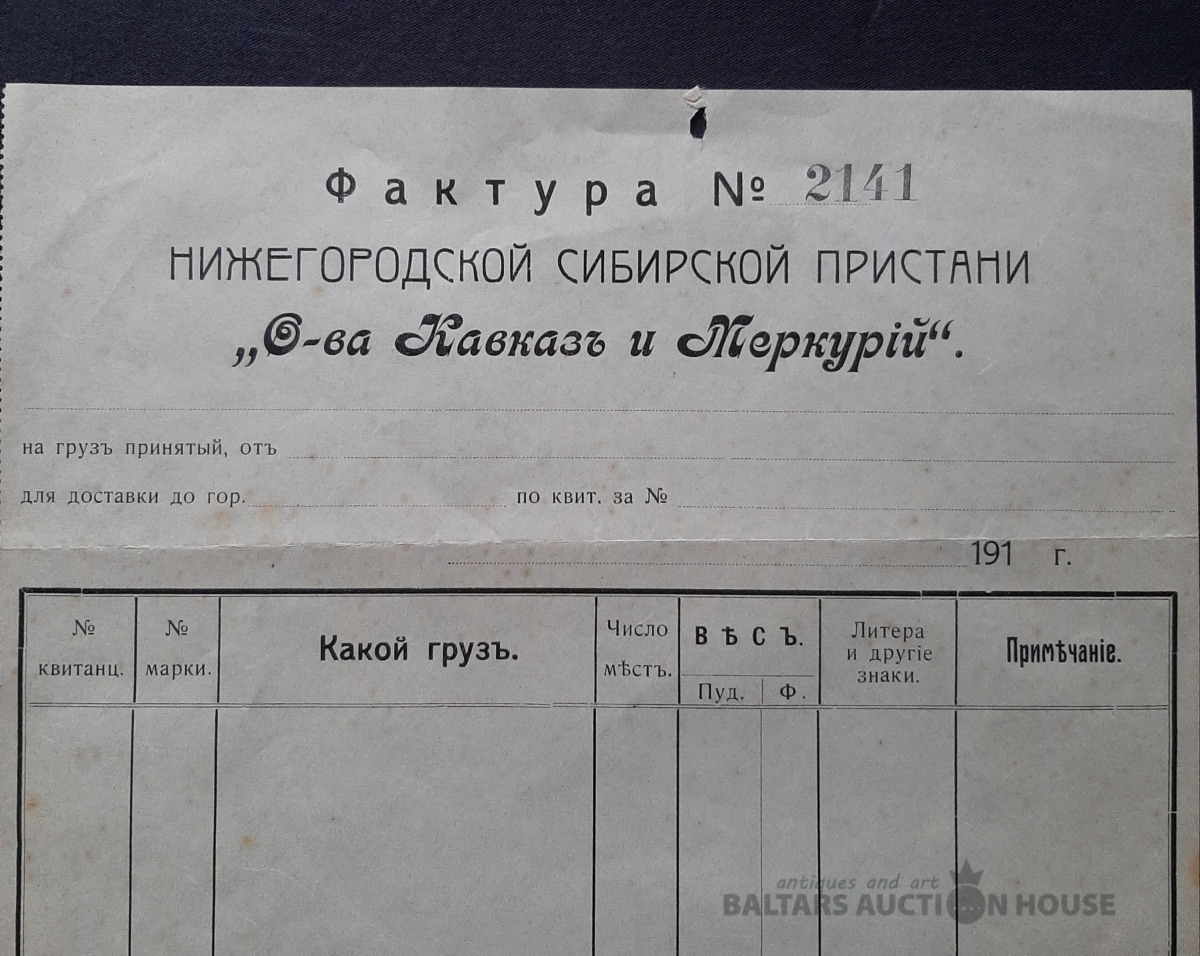 Фактура № 2141
НИЖЕГОРОДСКОЙ СИБИРСКОЙ ПРИСТАНИ
„О-ва Кавказъ и Меркурій“.
на грузъ принятый, отъ
для доставки до гор. по квит. за №
191 г.
№ квитанц.
№ марки.
Какой грузъ.
Число мѣстъ.
ВѢСЪ.
Пуд. Ф.
Литера и другіе знаки.
Примѣчаніе.
antiques and art
BALTARS AUCTION HOUSE